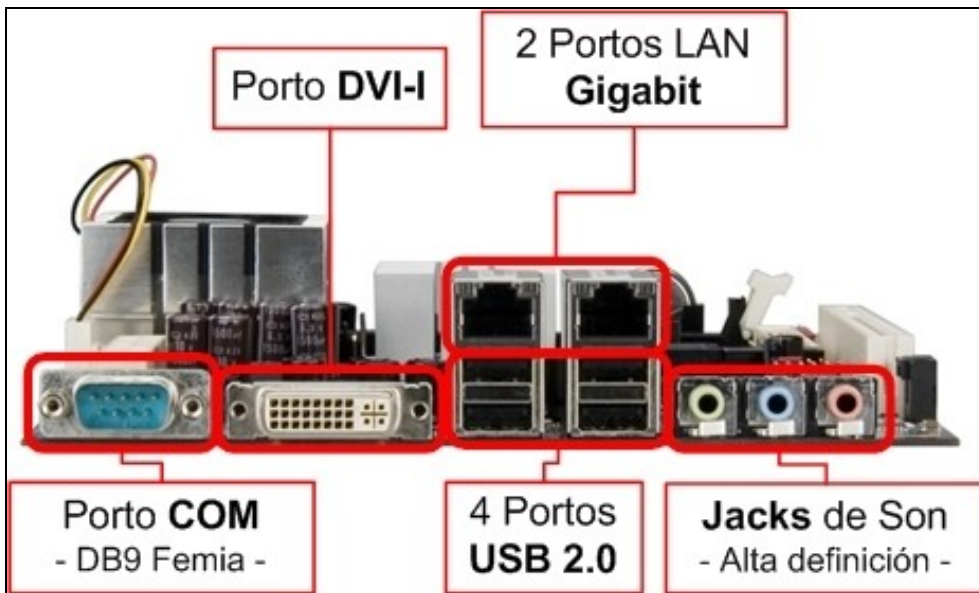 Porto DVI-I
2 Portos LAN
Gigabit
Porto COM
- DB9 Femia -
4 Portos
USB 2.0
Jacks de Son
- Alta definición -